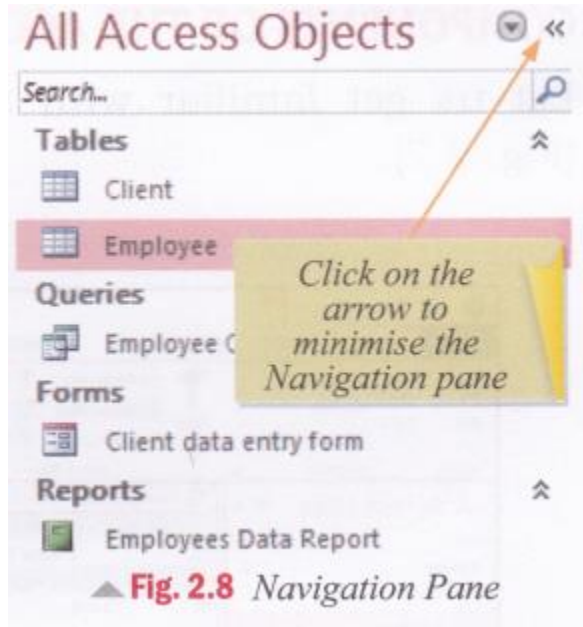 All Access Objects «
Search...
Tables
Client
Employee
Queries
Employee
Forms
Client data entry form
Reports
Employees Data Report
Click on the
arrow to
minimise the
Navigation pane
Fig. 2.8 Navigation Pane